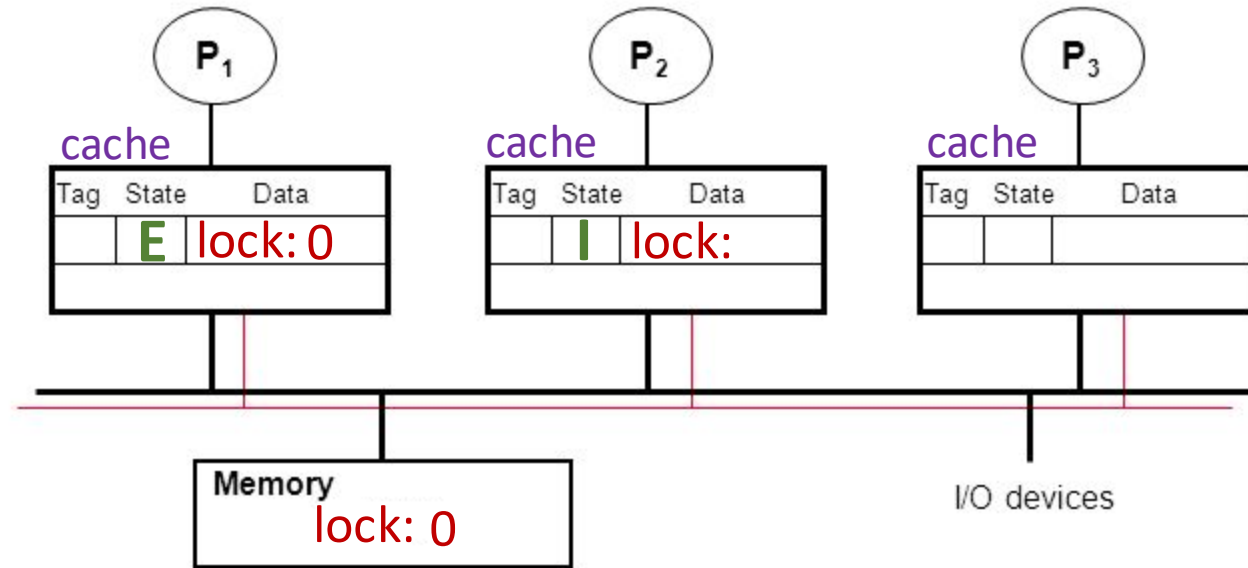 P1 P2 P3
cache cache cache
Tag State Data Tag State Data Tag State Data
E lock: 0 I lock:
Memory
lock: 0
I/O devices